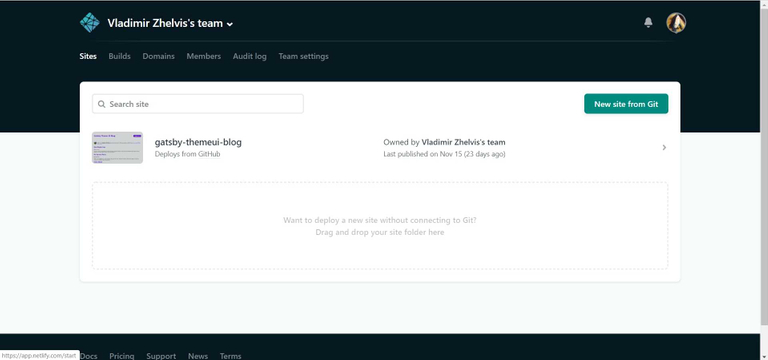 Vladimir Zhelvis's team
Sites Builds Domains Members Audit log Team settings
Search site
New site from Git
gatsby-themeui-blog
Deploys from GitHub
Owned by Vladimir Zhelvis's team
Last published on Nov 15 (23 days ago)
Want to deploy a new site without connecting to Git?
Drag and drop your site folder here
https://app.netlify.com/start
Docs Pricing Support News Terms